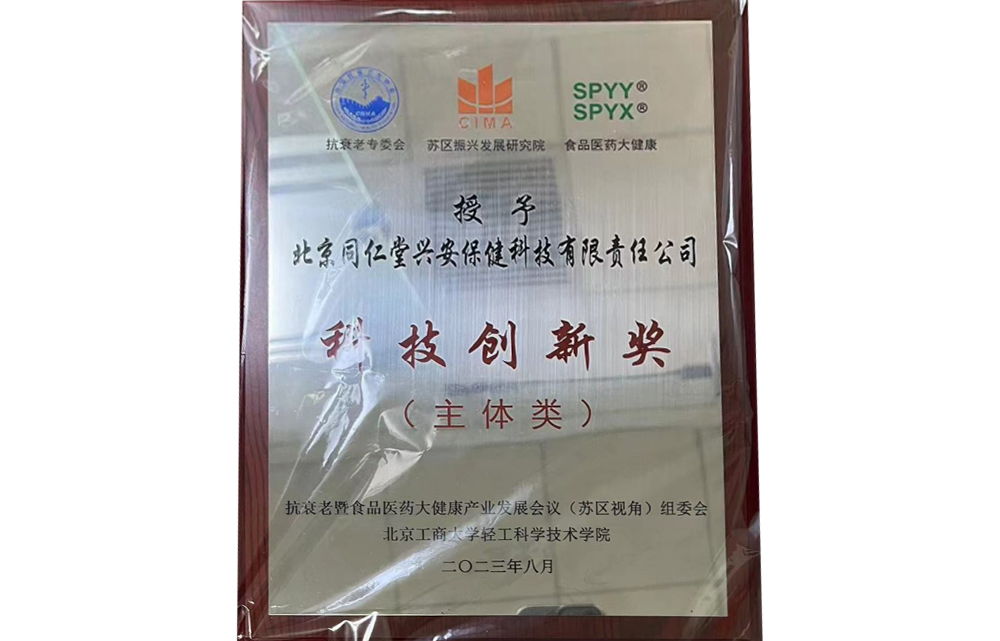 SPYY®
SPYX®
CIMA
抗衰老专委会 苏区振兴发展研究院 食品医药大健康
授予
北京同仁堂兴安保健科技有限责任公司
科技创新奖
（主体类）
抗衰老暨食品医药大健康产业发展会议（苏区视角）组委会
北京工商大学轻工科学技术学院
二〇二三年八月